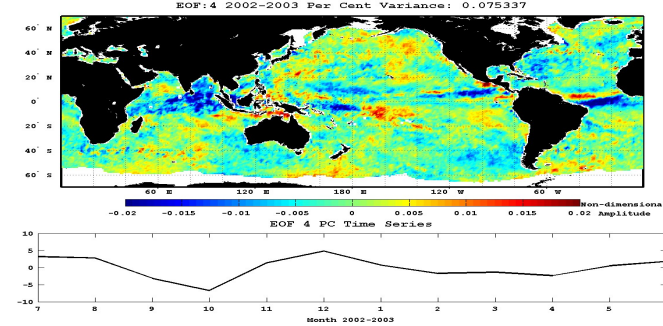 EOF:4 2002-2003 Per Cent Variance: 0.075337
60° N
40°
20°
0°
20° S
40° S
60° S
60 E 120 E 180 E 120 W 60 W
-0.02 -0.015 -0.01 -0.005 0 0.005 0.01 0.015 0.02
Non-dimensiona
Amplitude
EOF 4 PC Time Series
10
5
0
-5
-10
7 8 9 10 11 12 1 2 3 4 5
Month 2002-2003